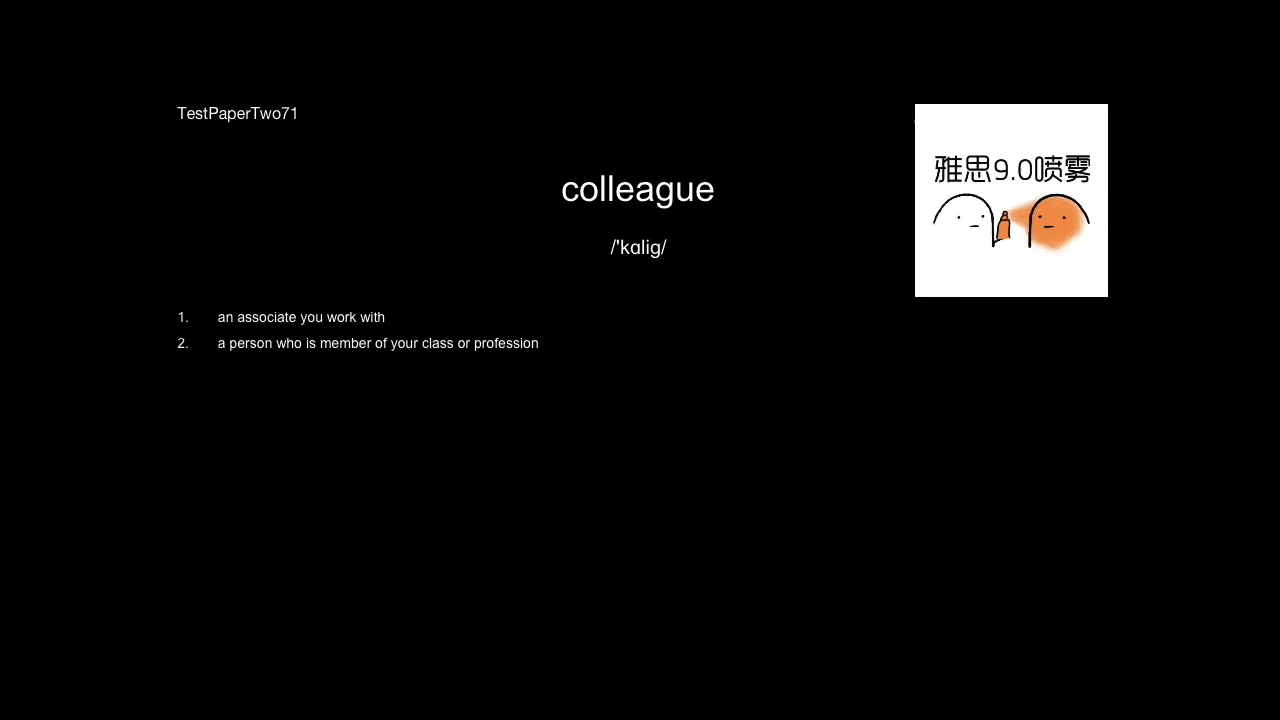 TestPaperTwo71
雅思9.0喷雾
colleague
/'kɑlig/
1. an associate you work with
2. a person who is member of your class or profession